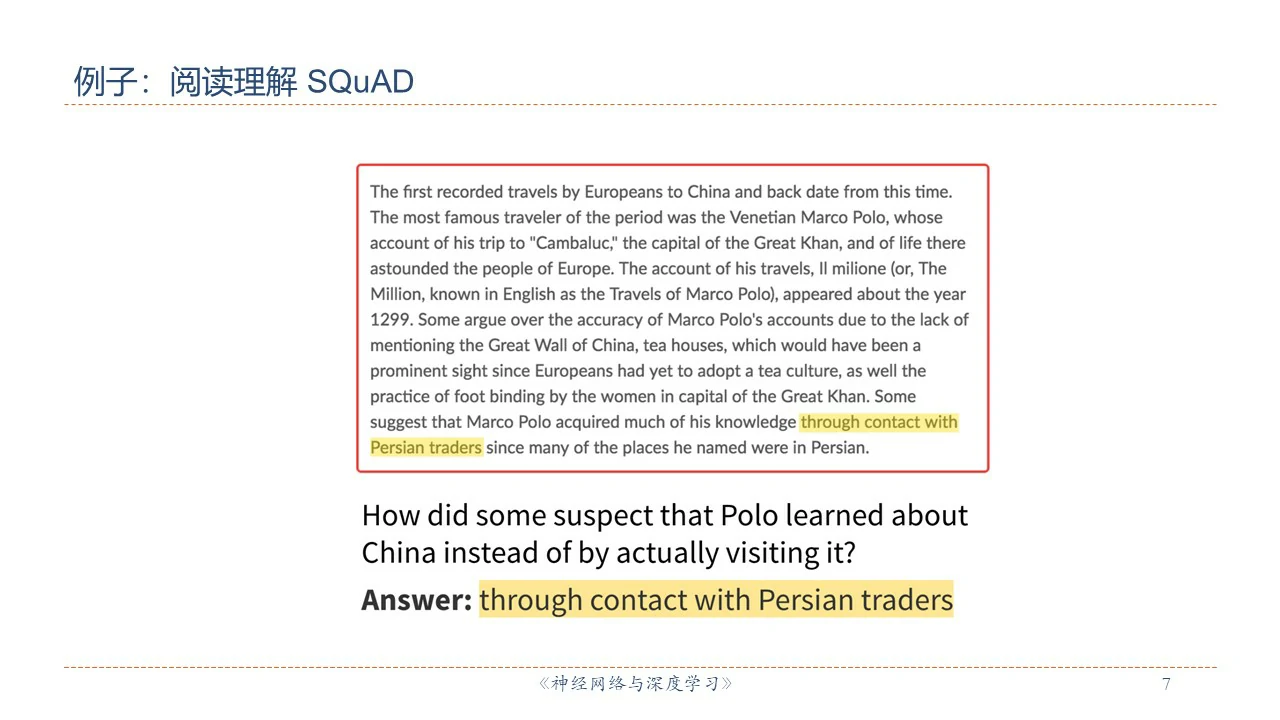 例子：阅读理解 SQuAD
The first recorded travels by Europeans to China and back date from this time.
The most famous traveler of the period was the Venetian Marco Polo, whose
account of his trip to "Cambaluc," the capital of the Great Khan, and of life there
astounded the people of Europe. The account of his travels, Il milione (or, The
Million, known in English as the Travels of Marco Polo), appeared about the year
1299. Some argue over the accuracy of Marco Polo's accounts due to the lack of
mentioning the Great Wall of China, tea houses, which would have been a
prominent sight since Europeans had yet to adopt a tea culture, as well the
practice of foot binding by the women in capital of the Great Khan. Some
suggest that Marco Polo acquired much of his knowledge through contact with
Persian traders since many of the places he named were in Persian.
How did some suspect that Polo learned about
China instead of by actually visiting it?
Answer: through contact with Persian traders
《神经网络与深度学习》
7